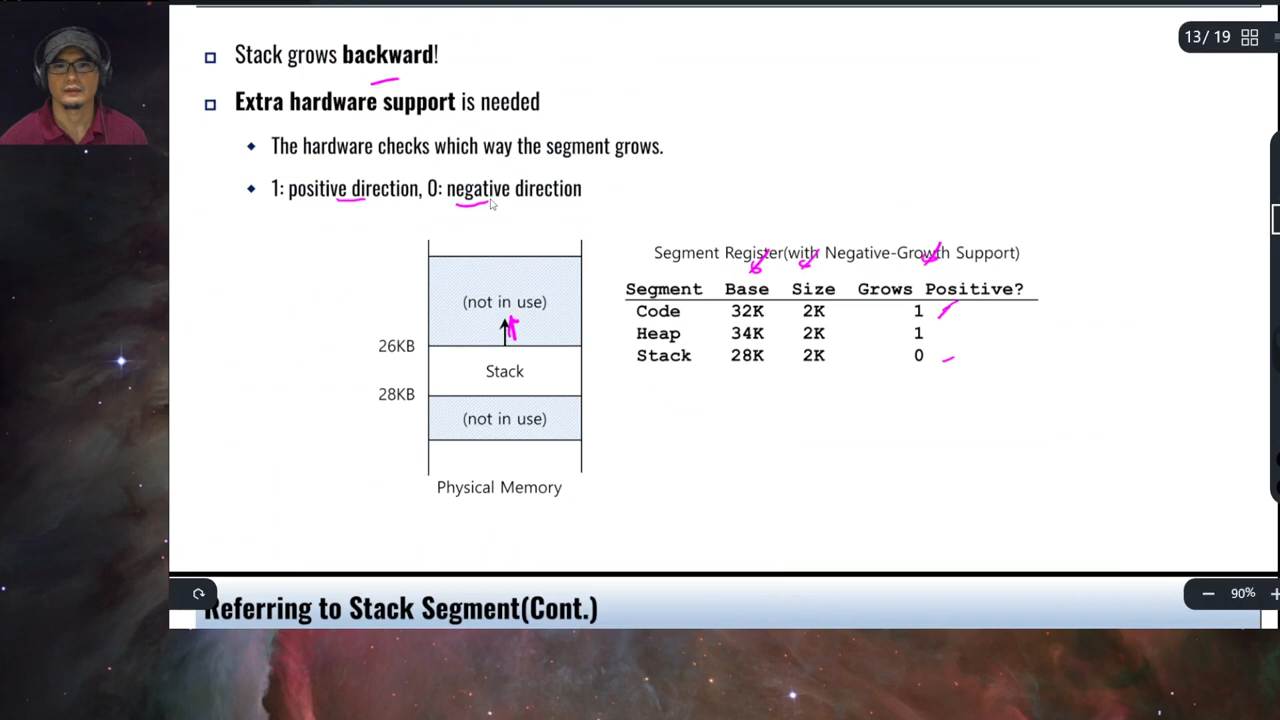 13/ 19
Stack grows backward!
Extra hardware support is needed
The hardware checks which way the segment grows.
1: positive direction, 0: negative direction
(not in use)
26KB
Stack
28KB
(not in use)
Physical Memory
Segment Register(with Negative-Growth Support)
Segment Base Size Grows Positive?
Code 32K 2K 1
Heap 34K 2K 1
Stack 28K 2K 0
Referring to Stack Segment(Cont.)
90%